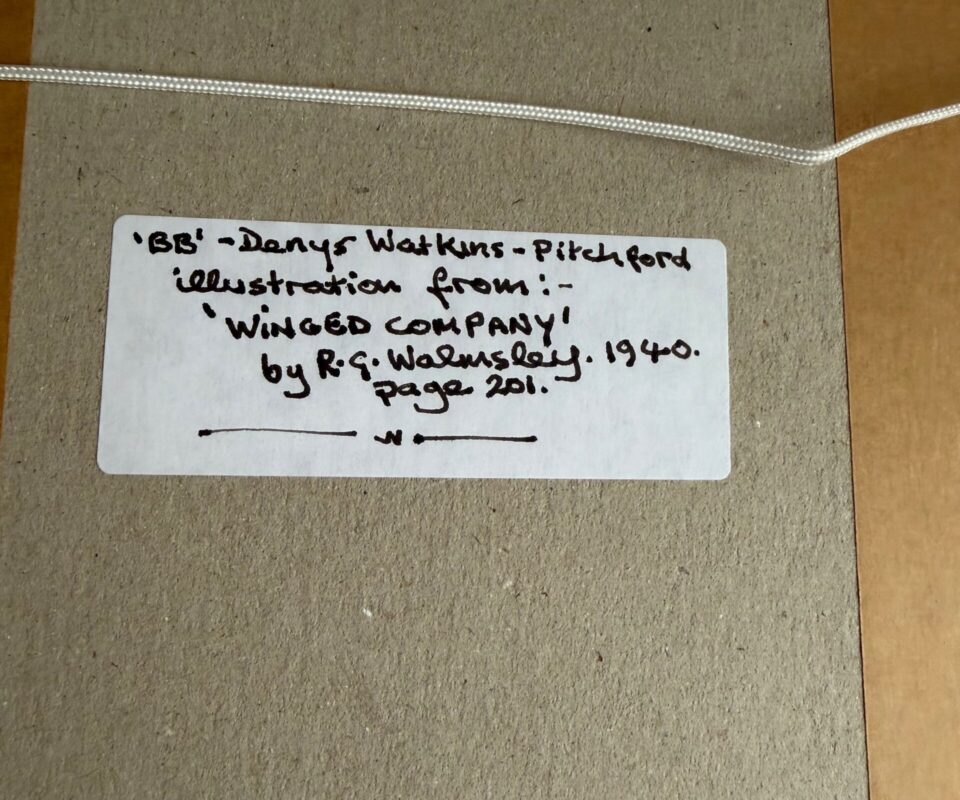 'BB' - Denys Watkins - Pitchford
illustration from:-
'WINGED COMPANY'
by R.G. Walmsley. 1940.
page 201.